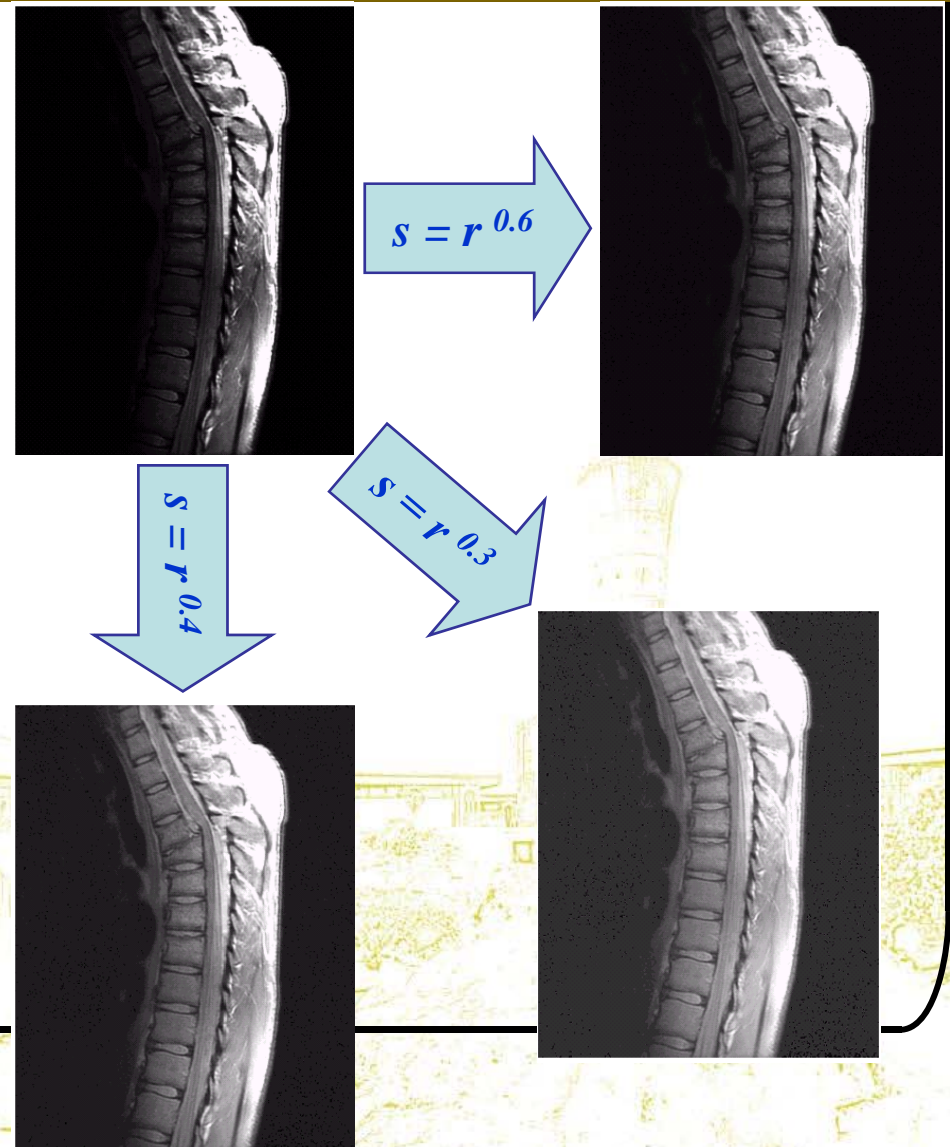 s = r 0.6
s = r 0.3
s = r 0.4